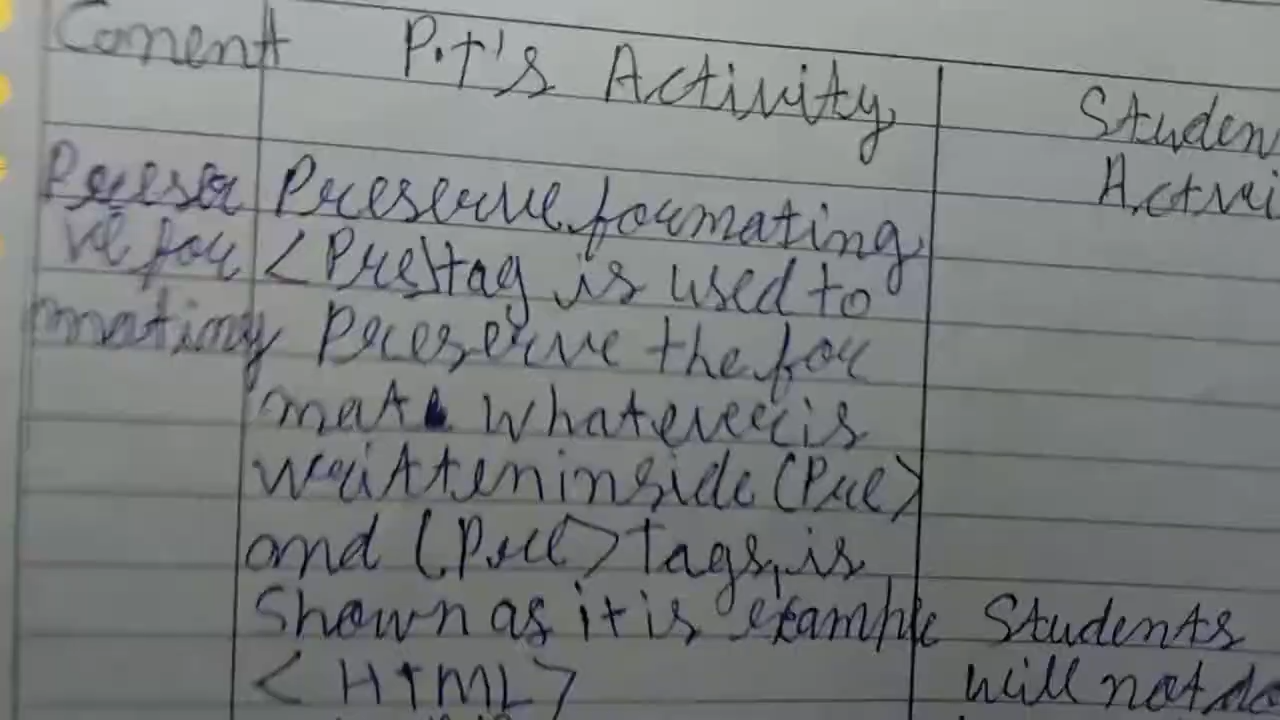 Conent P.t's Activity Studen
Activi
Preser Preserve formating
ve for <Pre>tag is used to
mating Preserve the for
mat. whatever is
written inside (Pre>
and (Pre> tags, is
Shown as it is example Students
<HTML> will not do